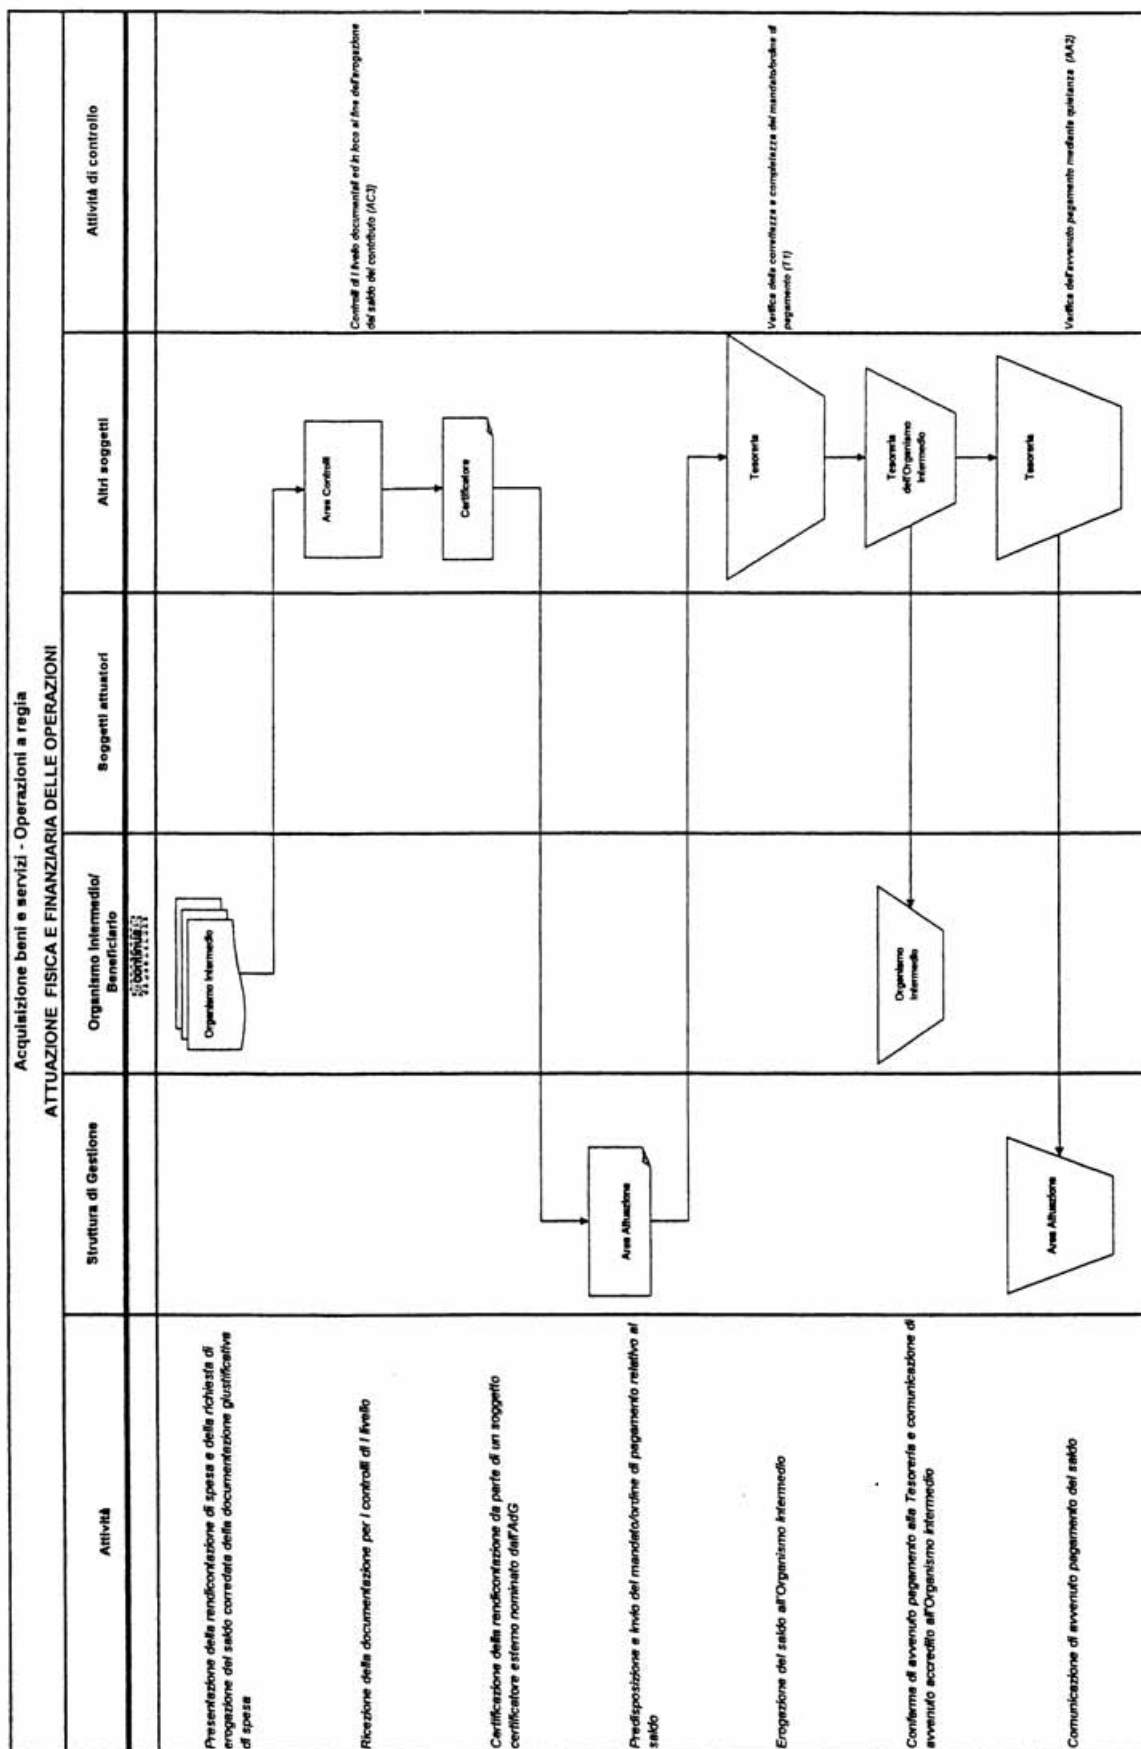 Acquisizione beni e servizi - Operazioni a regia
ATTUAZIONE FISICA E FINANZIARIA DELLE OPERAZIONI
Attività
Struttura di Gestione
Organismo Intermedio/
Beneficiario
Soggetti attuatori
Altri soggetti
Attività di controllo
continua
Presentazione della rendicontazione di spesa e della richiesta di
erogazione del saldo corredata della documentazione giustificativa
di spesa
Organismo Intermedio
Ricezione della documentazione per i controlli di I livello
Area Controlli
Controlli di I livello documentali ed in loco al fine dell'erogazione
del saldo del contributo (AC3)
Certificazione della rendicontazione da parte di un soggetto
certificatore esterno nominato dall'AdG
Certificatore
Predisposizione e invio del mandato/ordine di pagamento relativo al
saldo
Area Attuazione
Erogazione del saldo all'Organismo Intermedio
Tesoreria
Verifica della correttezza e completezza del mandato/ordine di
pagamento (T1)
Conferma di avvenuto pagamento alla Tesoreria e comunicazione di
avvenuto accredito all'Organismo Intermedio
Organismo
Intermedio
Tesoreria
dell'Organismo
Intermedio
Comunicazione di avvenuto pagamento del saldo
Area Attuazione
Tesoreria
Verifica dell'avvenuto pagamento mediante quietanza (AA2)